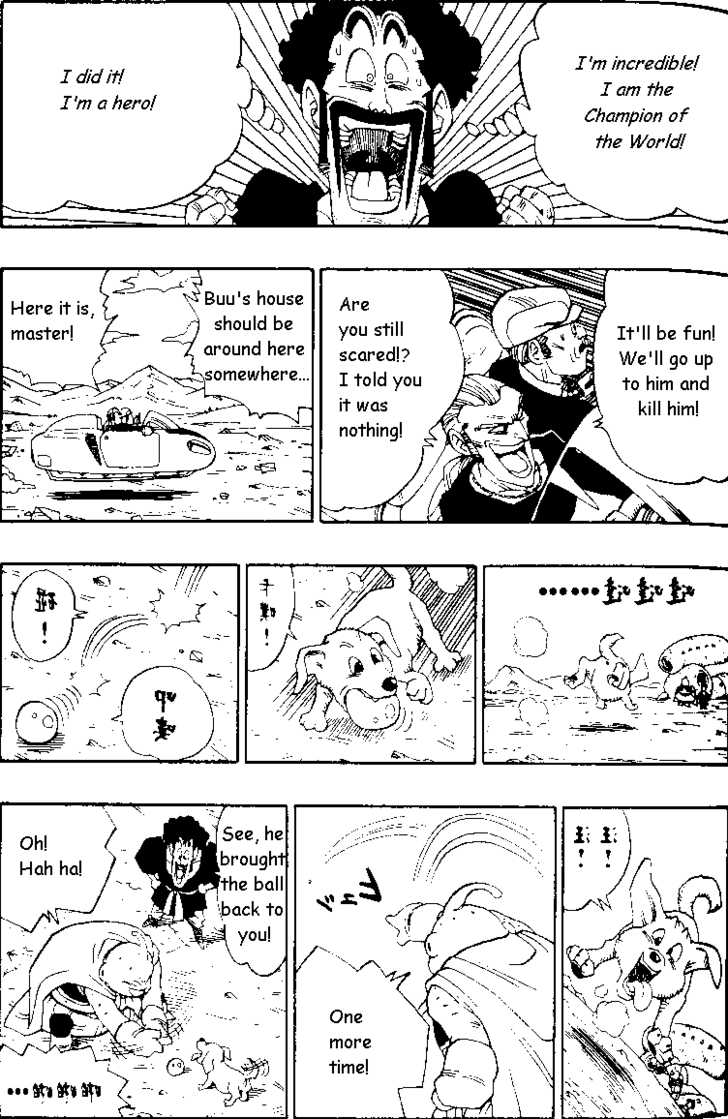 I'm incredible!
I am the
Champion of
the World!
I did it!
I'm a hero!
It'll be fun!
We'll go up
to him and
kill him!
Are
you still
scared!?
I told you
it was
nothing!
Buu's house
should be
around here
somewhere...
Here it is,
master!
See, he
brought
the ball
back to
you!
Oh!
Hah ha!
One
more
time!